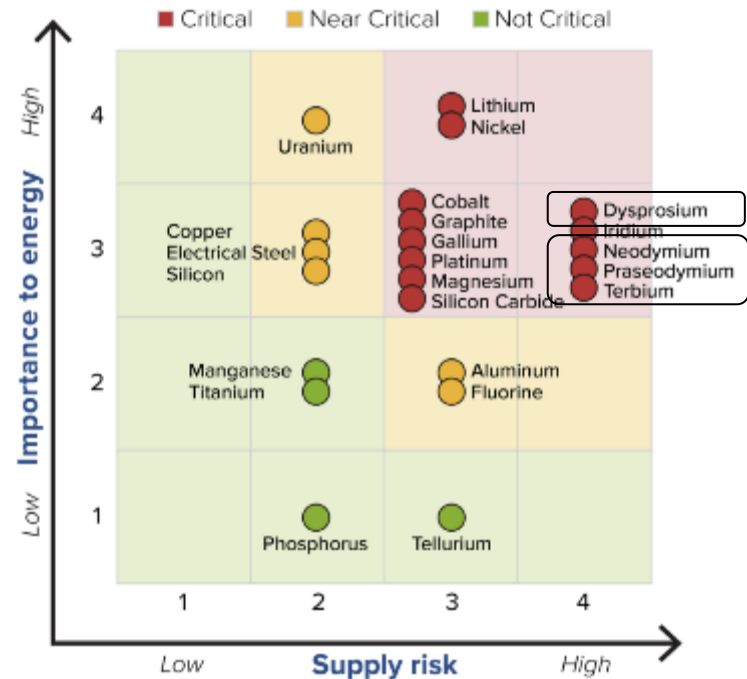 Critical Near Critical Not Critical
High
Importance to energy
Low
4
3
2
1
Uranium
Lithium
Nickel
Copper
Electrical Steel
Silicon
Cobalt
Graphite
Gallium
Platinum
Magnesium
Silicon Carbide
Dysprosium
Iridium
Neodymium
Praseodymium
Terbium
Manganese
Titanium
Aluminum
Fluorine
Phosphorus
Tellurium
1 2 3 4
Low Supply risk High